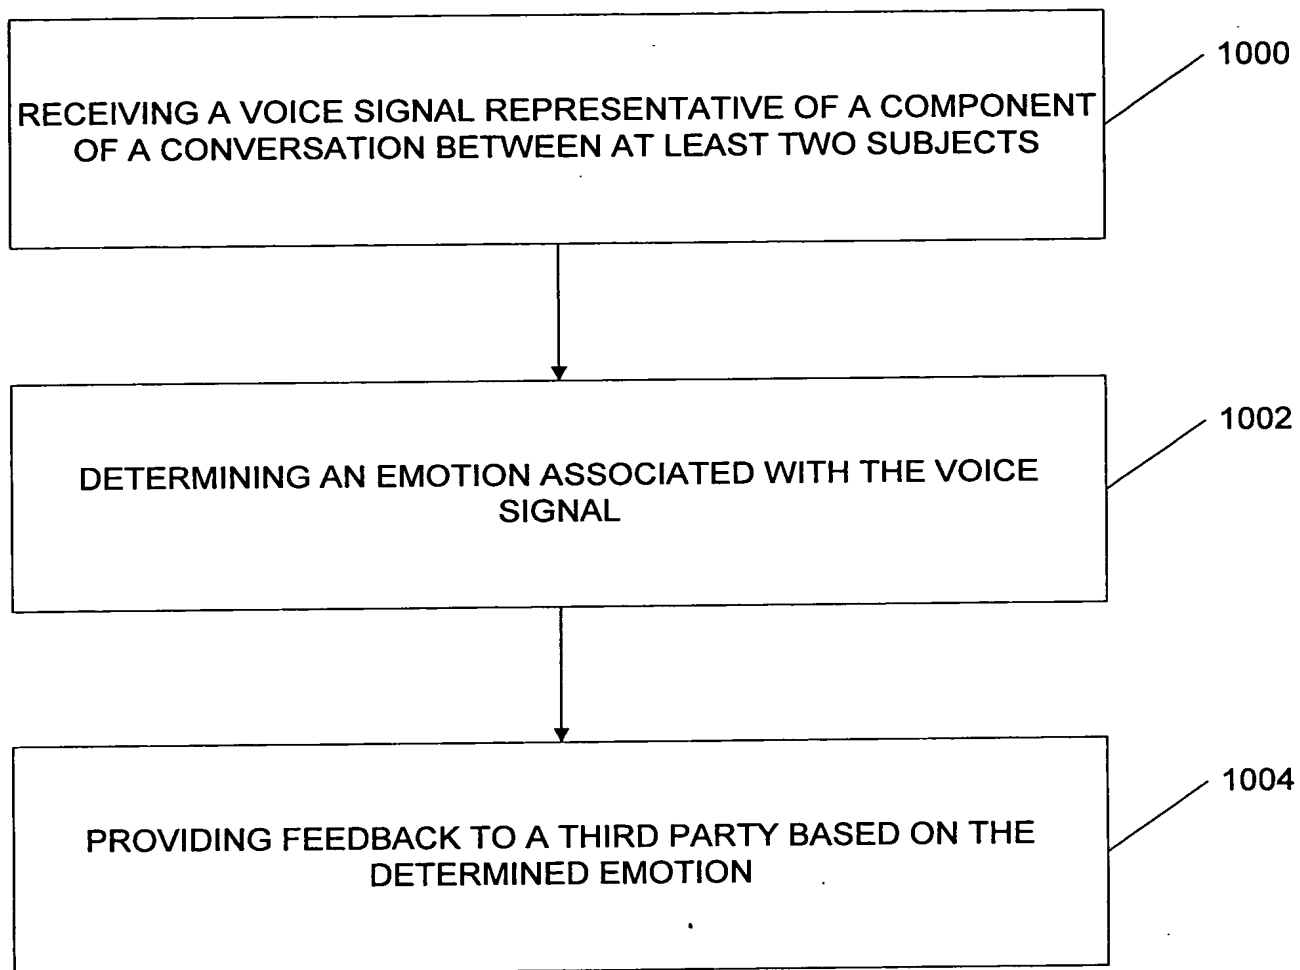 1000
RECEIVING A VOICE SIGNAL REPRESENTATIVE OF A COMPONENT
OF A CONVERSATION BETWEEN AT LEAST TWO SUBJECTS
1002
DETERMINING AN EMOTION ASSOCIATED WITH THE VOICE
SIGNAL
1004
PROVIDING FEEDBACK TO A THIRD PARTY BASED ON THE
DETERMINED EMOTION